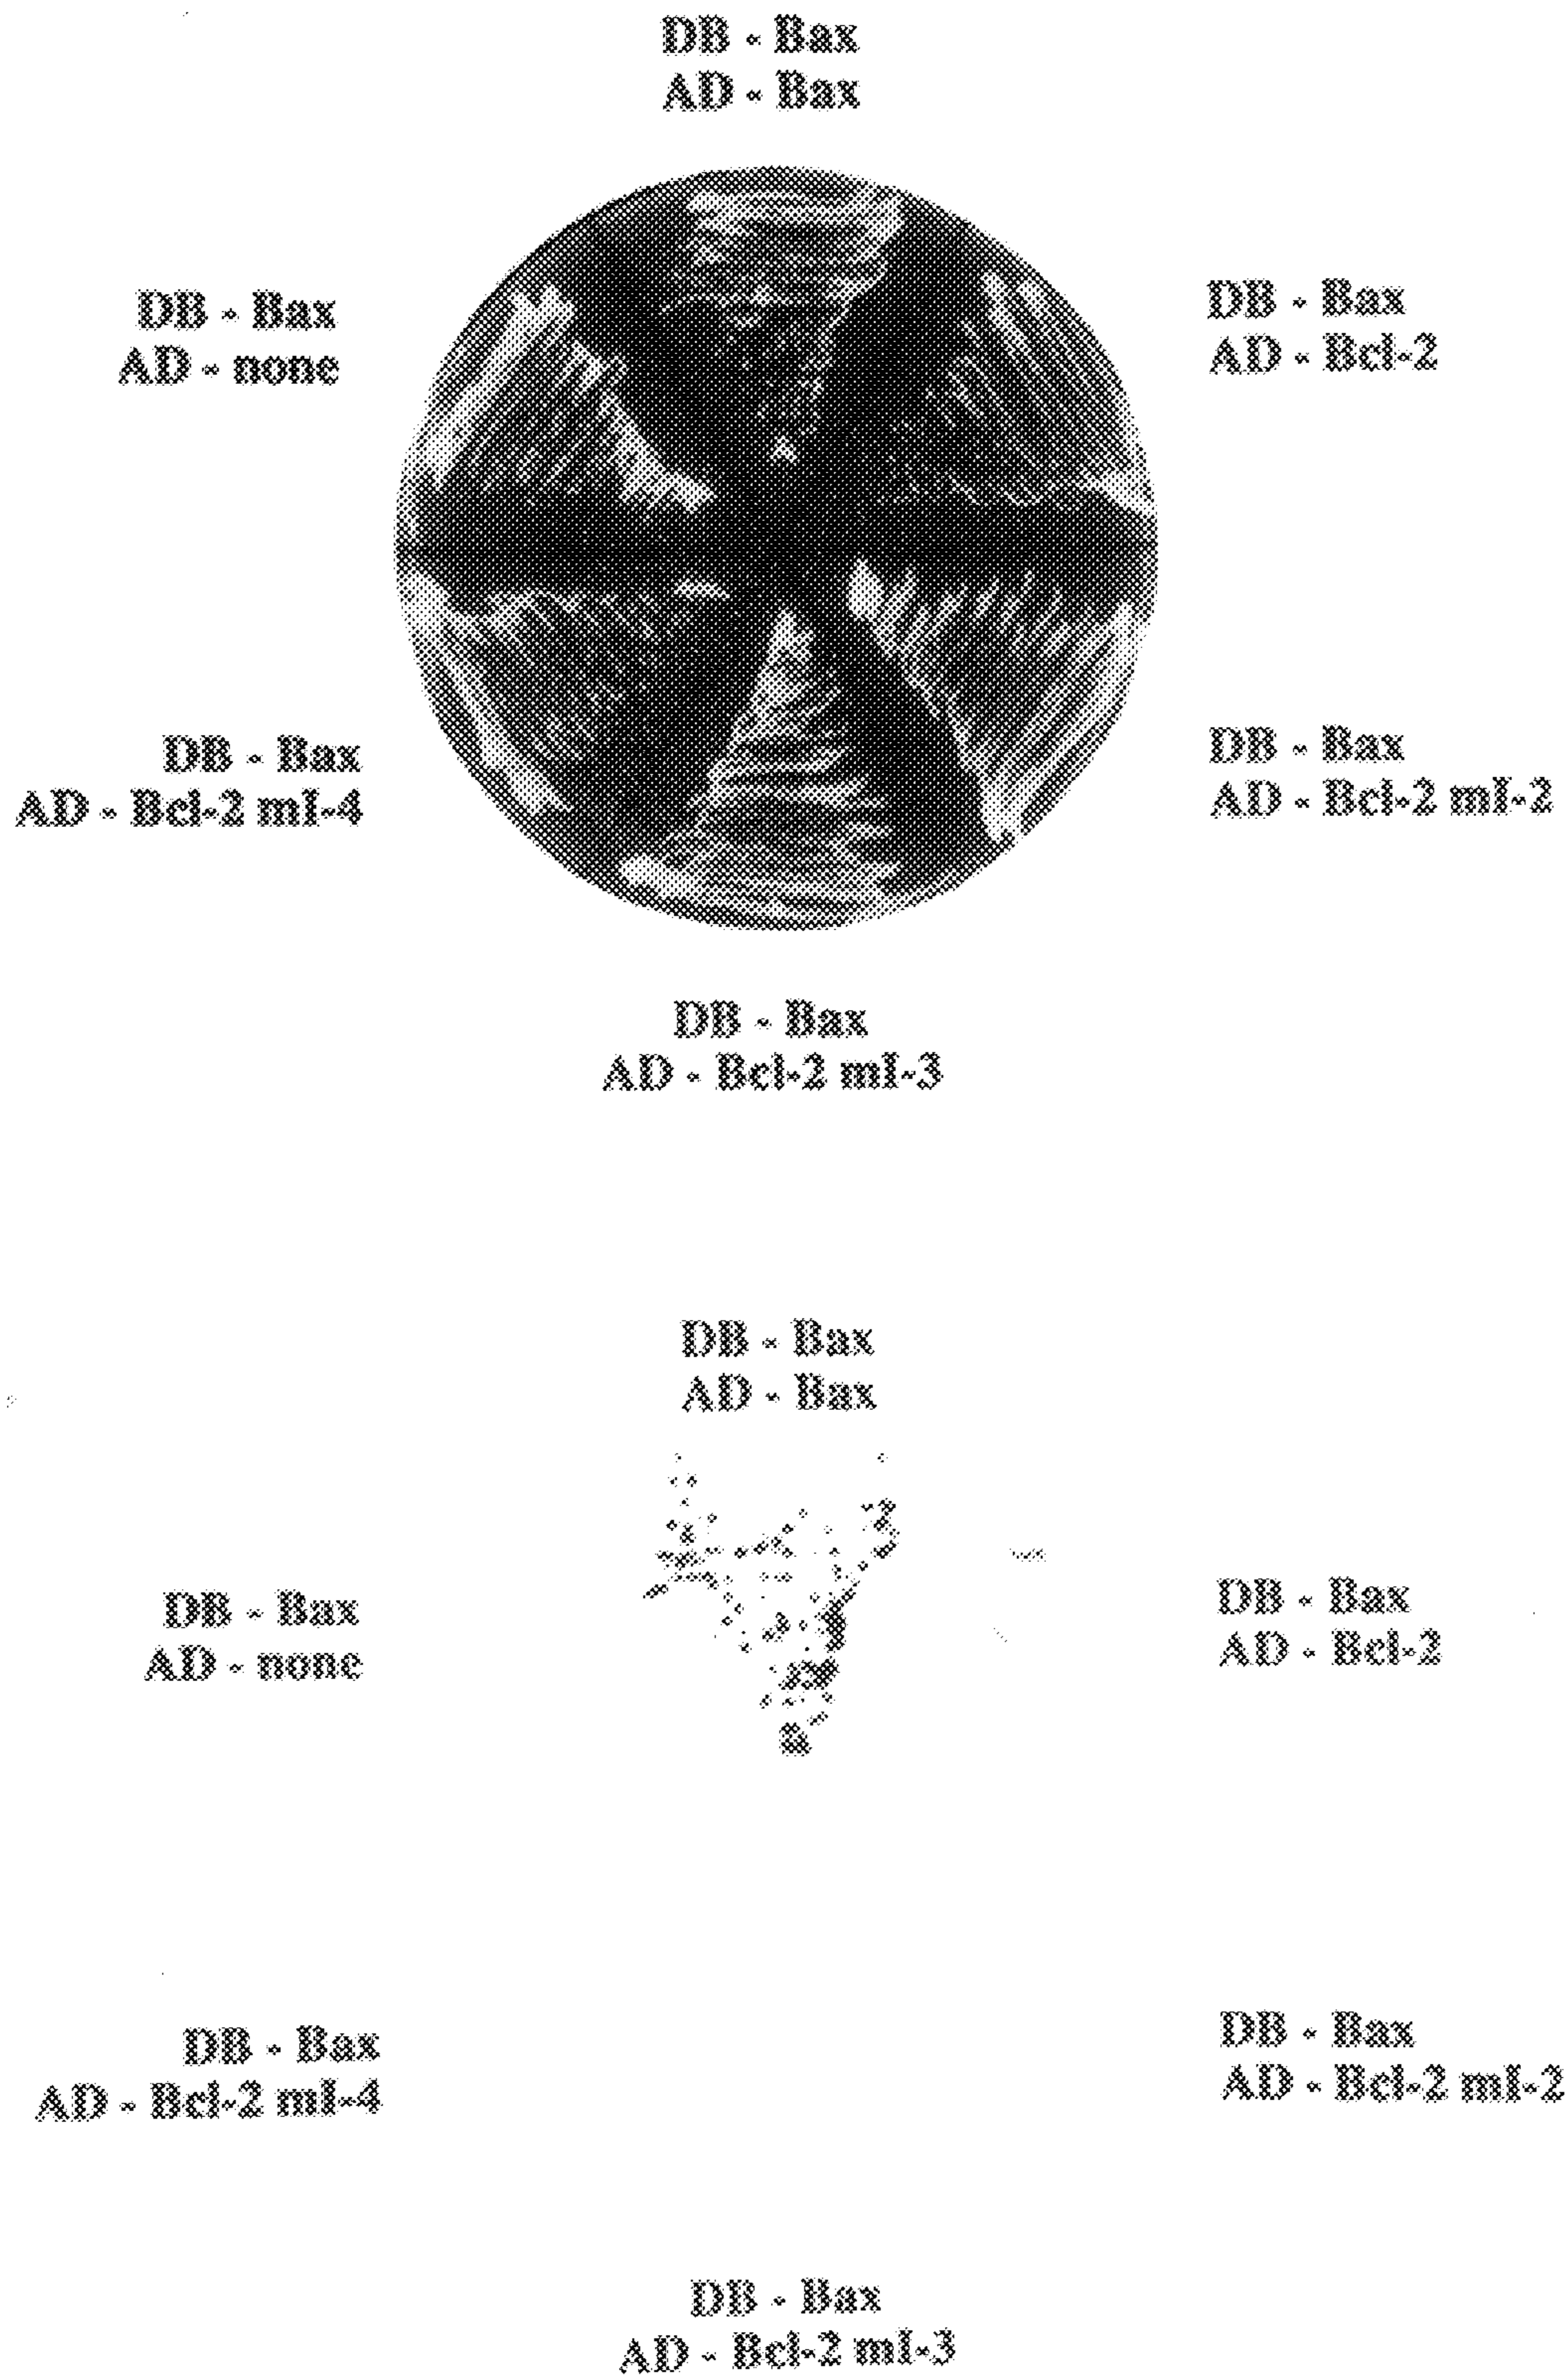 DB - Bax
AD - Bax
DB - Bax
AD - none
DB - Bax
AD - Bcl-2
DB - Bax
AD - Bcl-2 mI-4
DB - Bax
AD - Bcl-2 mI-2
DB - Bax
AD - Bcl-2 mI-3
DB - Bax
AD - Bax
DB - Bax
AD - none
DB - Bax
AD - Bcl-2
DB - Bax
AD - Bcl-2 mI-4
DB - Bax
AD - Bcl-2 mI-2
DB - Bax
AD - Bcl-2 mI-3